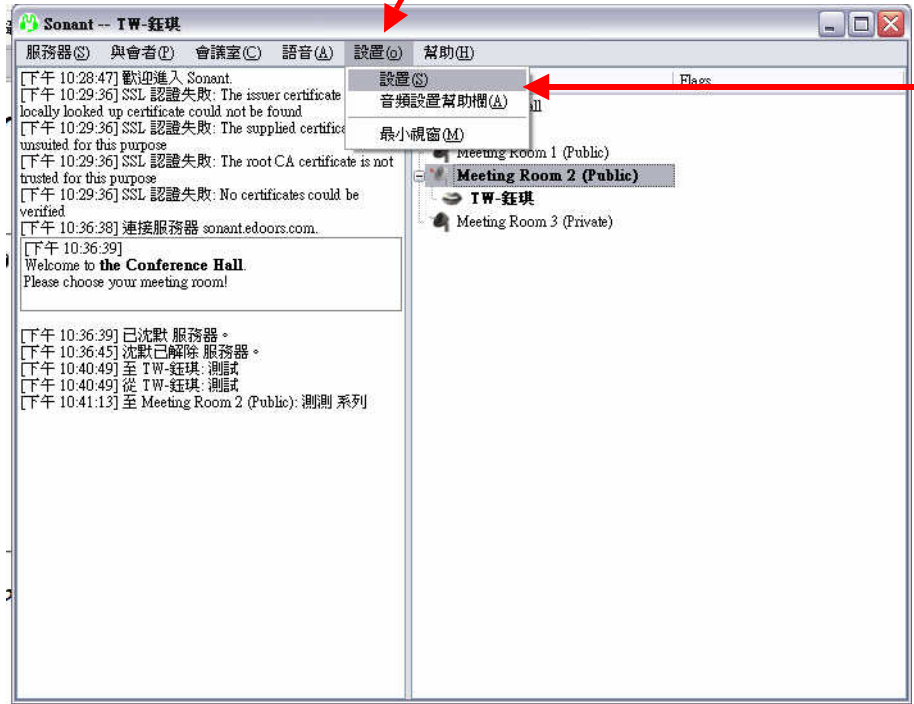 Sonant -- TW-鈺琪
服務器(S) 與會者(P) 會議室(C) 語音(A) 設置(o) 幫助(H)
[下午 10:28:47] 歡迎進入 Sonant.
[下午 10:29:36] SSL 認證失敗: The issuer certificate
locally looked up certificate could not be found
[下午 10:29:36] SSL 認證失敗: The supplied certifica
unsuited for this purpose
[下午 10:29:36] SSL 認證失敗: The root CA certificate is not
trusted for this purpose
[下午 10:29:36] SSL 認證失敗: No certificates could be
verified
[下午 10:36:38] 連接服務器 sonant.edoors.com.
[下午 10:36:39]
Welcome to the Conference Hall.
Please choose your meeting room!
[下午 10:36:39] 已沈默 服務器。
[下午 10:36:45] 沈默已解除 服務器。
[下午 10:40:49] 至 TW-鈺琪: 測試
[下午 10:40:49] 從 TW-鈺琪: 測試
[下午 10:41:13] 至 Meeting Room 2 (Public): 測測 系列
設置(S)
音頻設置幫助欄(A)
最小視窗(M)
Flags
Meeting Room 1 (Public)
Meeting Room 2 (Public)
TW-鈺琪
Meeting Room 3 (Private)